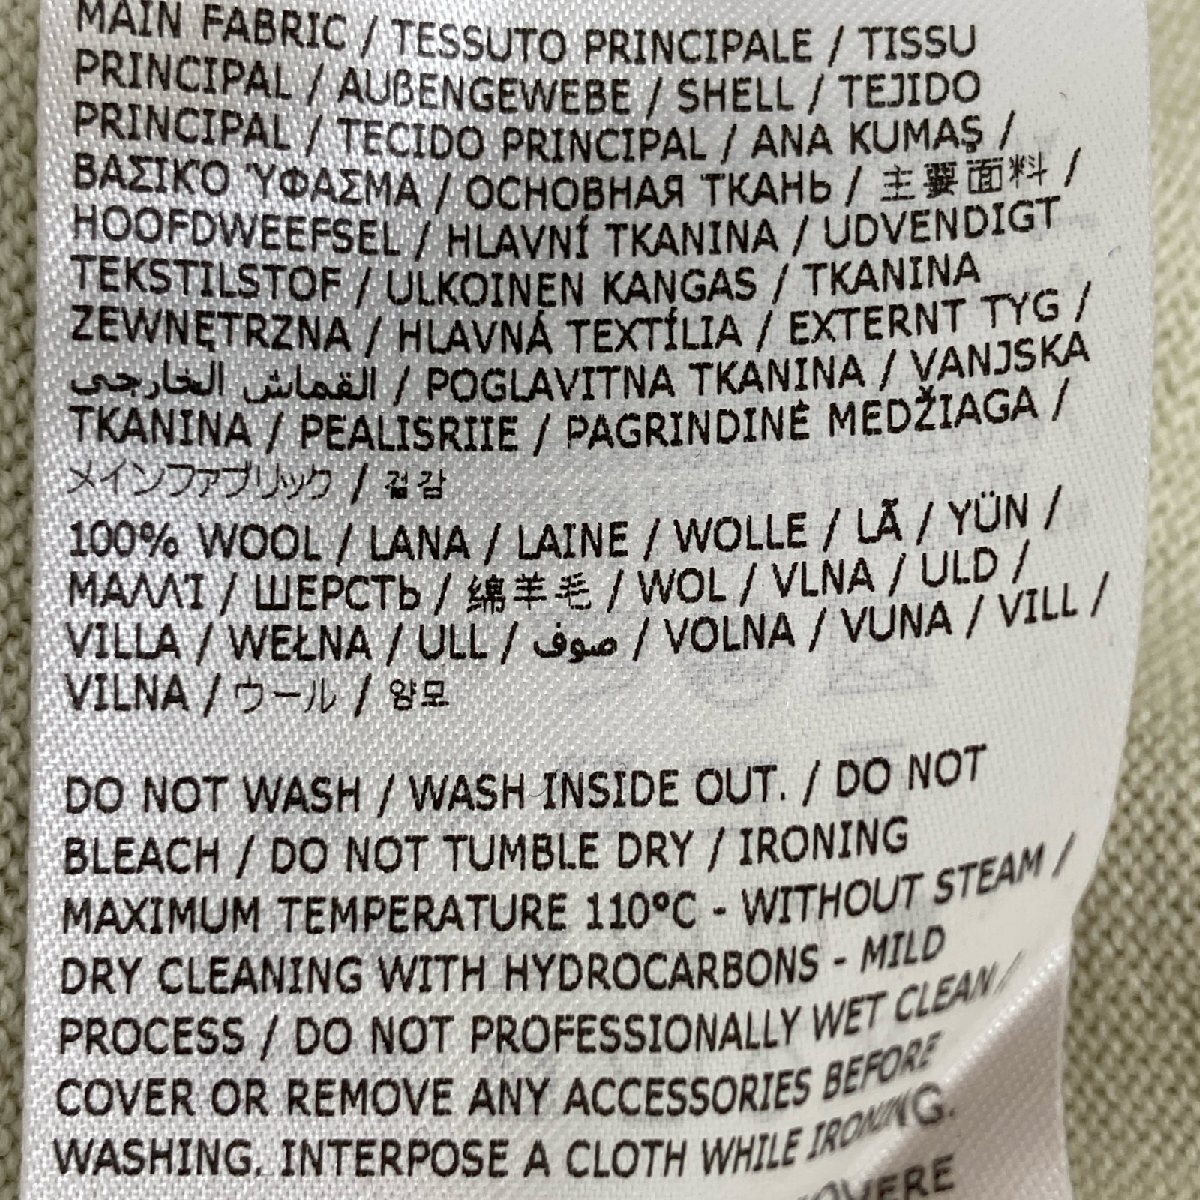 MAIN FABRIC / TESSUTO PRINCIPALE / TISSU
PRINCIPAL / AUßENGEWEBE / SHELL / TEJIDO
PRINCIPAL / TECIDO PRINCIPAL / ANA KUMAŞ /
ΒΑΣΙΚΟ ΎΦΑΣΜΑ / ОСНОВНАЯ ТКАНЬ / 主要面料 /
HOOFDWEEFSEL / HLAVNÍ TKANINA / UDVENDIGT
TEKSTILSTOF / ULKOINEN KANGAS / TKANINA
ZEWNĘTRZNA / HLAVNÁ TEXTÍLIA / EXTERNT TYG /
القماش الخارجي / POGLAVITNA TKANINA / VANJSKA
TKANINA / PEALISRIIE / PAGRINDINĖ MEDŽIAGA /
メインファブリック / 겉감
100% WOOL / LANA / LAINE / WOLLE / LÃ / YÜN /
ΜΑΛΛΊ / ШЕРСТЬ / 绵羊毛 / WOL / VLNA / ULD /
VILLA / WEŁNA / ULL / صوف / VOLNA / VUNA / VILL /
VILNA / ウール / 양모
DO NOT WASH / WASH INSIDE OUT. / DO NOT
BLEACH / DO NOT TUMBLE DRY / IRONING
MAXIMUM TEMPERATURE 110°C - WITHOUT STEAM /
DRY CLEANING WITH HYDROCARBONS - MILD
PROCESS / DO NOT PROFESSIONALLY WET CLEAN /
COVER OR REMOVE ANY ACCESSORIES BEFORE
WASHING. INTERPOSE A CLOTH WHILE IRONING.